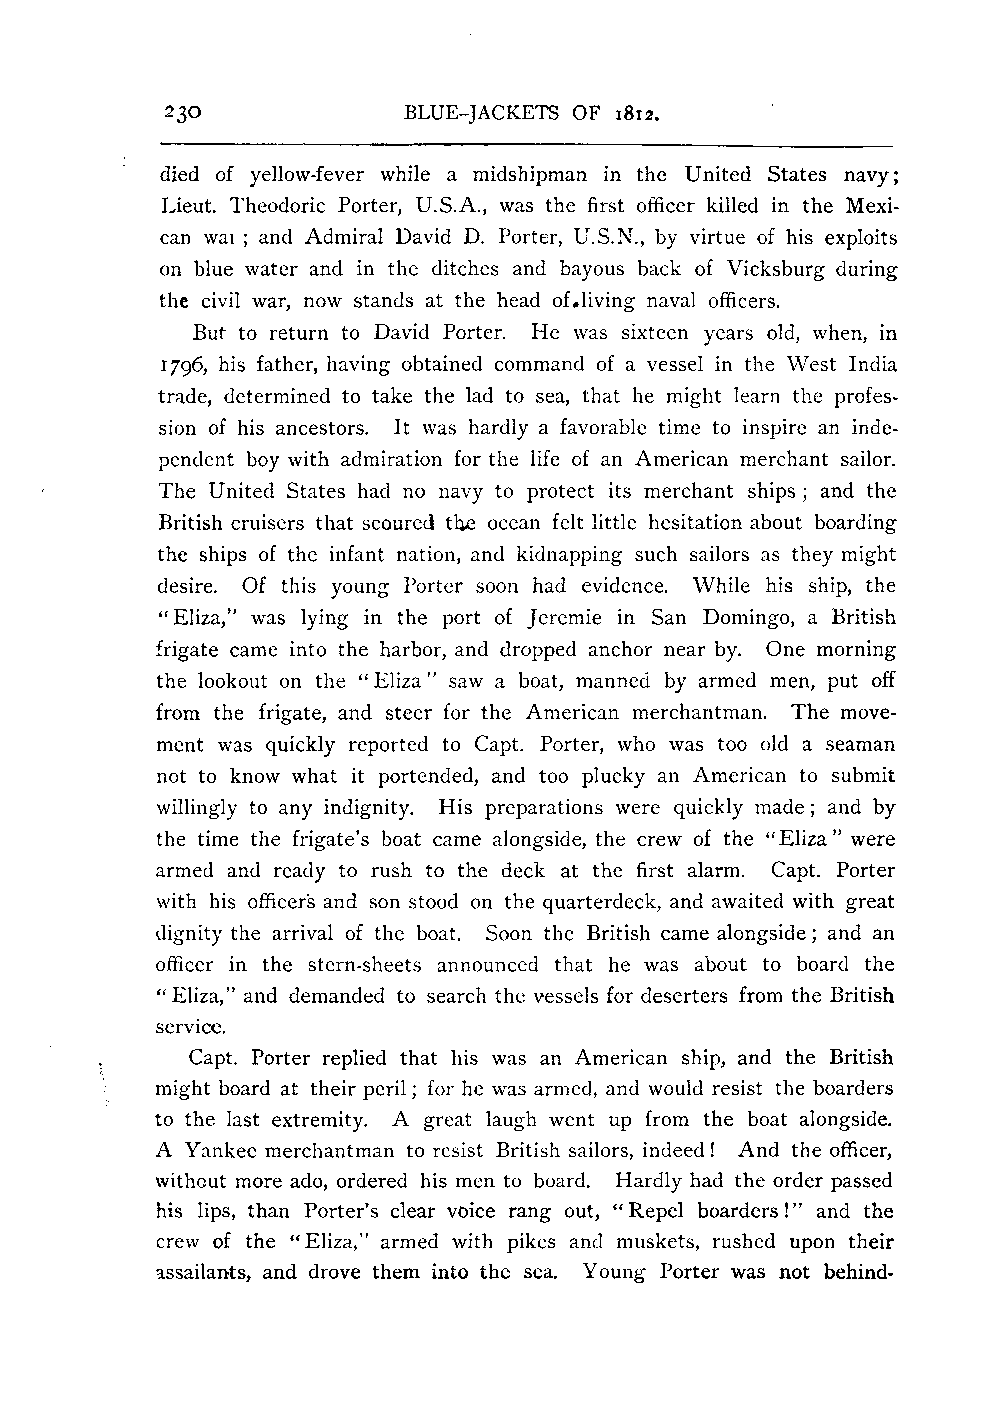 230 BLUE-JACKETS OF 1812.
died of yellow-fever while a midshipman in the United States navy;
Lieut. Theodoric Porter, U.S.A., was the first officer killed in the Mexi-
can war; and Admiral David D. Porter, U.S.N., by virtue of his exploits
on blue water and in the ditches and bayous back of Vicksburg during
the civil war, now stands at the head of living naval officers.
But to return to David Porter. He was sixteen years old, when, in
1796, his father, having obtained command of a vessel in the West India
trade, determined to take the lad to sea, that he might learn the profes-
sion of his ancestors. It was hardly a favorable time to inspire an inde-
pendent boy with admiration for the life of an American merchant sailor.
The United States had no navy to protect its merchant ships; and the
British cruisers that scoured the ocean felt little hesitation about boarding
the ships of the infant nation, and kidnapping such sailors as they might
desire. Of this young Porter soon had evidence. While his ship, the
"Eliza," was lying in the port of Jeremie in San Domingo, a British
frigate came into the harbor, and dropped anchor near by. One morning
the lookout on the "Eliza" saw a boat, manned by armed men, put off
from the frigate, and steer for the American merchantman. The move-
ment was quickly reported to Capt. Porter, who was too old a seaman
not to know what it portended, and too plucky an American to submit
willingly to any indignity. His preparations were quickly made; and by
the time the frigate's boat came alongside, the crew of the "Eliza" were
armed and ready to rush to the deck at the first alarm. Capt. Porter
with his officers and son stood on the quarterdeck, and awaited with great
dignity the arrival of the boat. Soon the British came alongside; and an
officer in the stern-sheets announced that he was about to board the
"Eliza," and demanded to search the vessels for deserters from the British
service.
Capt. Porter replied that his was an American ship, and the British
might board at their peril; for he was armed, and would resist the boarders
to the last extremity. A great laugh went up from the boat alongside.
A Yankee merchantman to resist British sailors, indeed! And the officer,
without more ado, ordered his men to board. Hardly had the order passed
his lips, than Porter's clear voice rang out, "Repel boarders!" and the
crew of the "Eliza," armed with pikes and muskets, rushed upon their
assailants, and drove them into the sea. Young Porter was not behind-